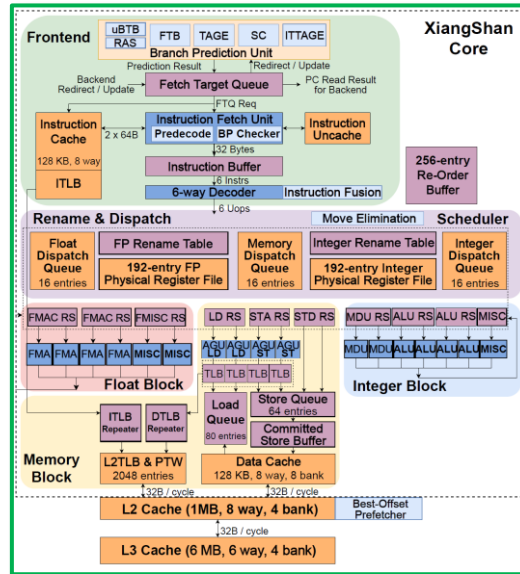 XiangShan
Core
Frontend
uBTB
RAS
FTB
TAGE
SC
ITTAGE
Branch Prediction Unit
Prediction Result
Redirect / Update
Backend
Redirect / Update
Fetch Target Queue
PC Read Result
for Backend
FTQ Req
Instruction
Cache
128 KB, 8 way
ITLB
2 x 64B
Instruction Fetch Unit
Predecode
BP Checker
Instruction
Uncache
32 Bytes
Instruction Buffer
6 Instrs
6-way Decoder
Instruction Fusion
6 Uops
256-entry
Re-Order
Buffer
Rename & Dispatch
Move Elimination
Scheduler
Float
Dispatch
Queue
16 entries
FP Rename Table
192-entry FP
Physical Register File
Memory
Dispatch
Queue
16 entries
Integer Rename Table
192-entry Integer
Physical Register File
Integer
Dispatch
Queue
16 entries
FMAC RS
FMAC RS
FMISC RS
FMA
FMA
FMA
FMA
MISC
MISC
Float Block
LD RS
STA RS
STD RS
AGU
LD
AGU
LD
AGU
ST
AGU
ST
TLB
TLB
TLB
TLB
MDU RS
ALU RS
ALU RS
MISC
MDU
MDU
ALU
ALU
ALU
ALU
MISC
Integer Block
ITLB
Repeater
DTLB
Repeater
Load
Queue
80 entries
Store Queue
64 entries
Committed
Store Buffer
Memory
Block
L2TLB & PTW
2048 entries
Data Cache
128 KB, 8 way, 8 bank
32B / cycle
32B / cycle
L2 Cache (1MB, 8 way, 4 bank)
Best-Offset
Prefetcher
32B / cycle
L3 Cache (6 MB, 6 way, 4 bank)